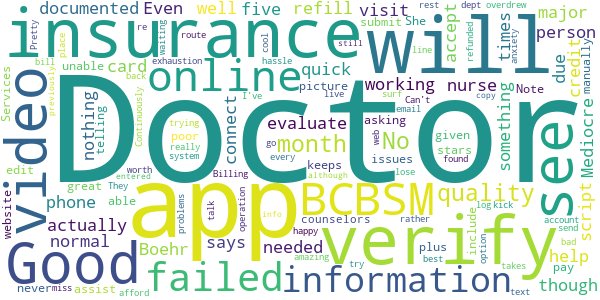 documented Even well five refill visit major rest dept overdrew
insurance will
Pretty re exhaustion waiting cool back line bill place previously
Services unable card quick times submit accept She person refunded anxiety
online telling nothing phone connect picture working nurse due credit manually hassle route
video Doctor see
Continuously I've live surf still
evaluate asking No given stars something Note Mediocre
month poor trying really system every go web email found Can't copy
app BCBSM quality script
edit great able They worth entered issues keeps although lose
website actually Boehr says counselors rather plus include log kick account
normal Billing problems talk operation happy option send
Good verify
never miss assist afford needed amazing info try best takes text bad help pay
failed information though